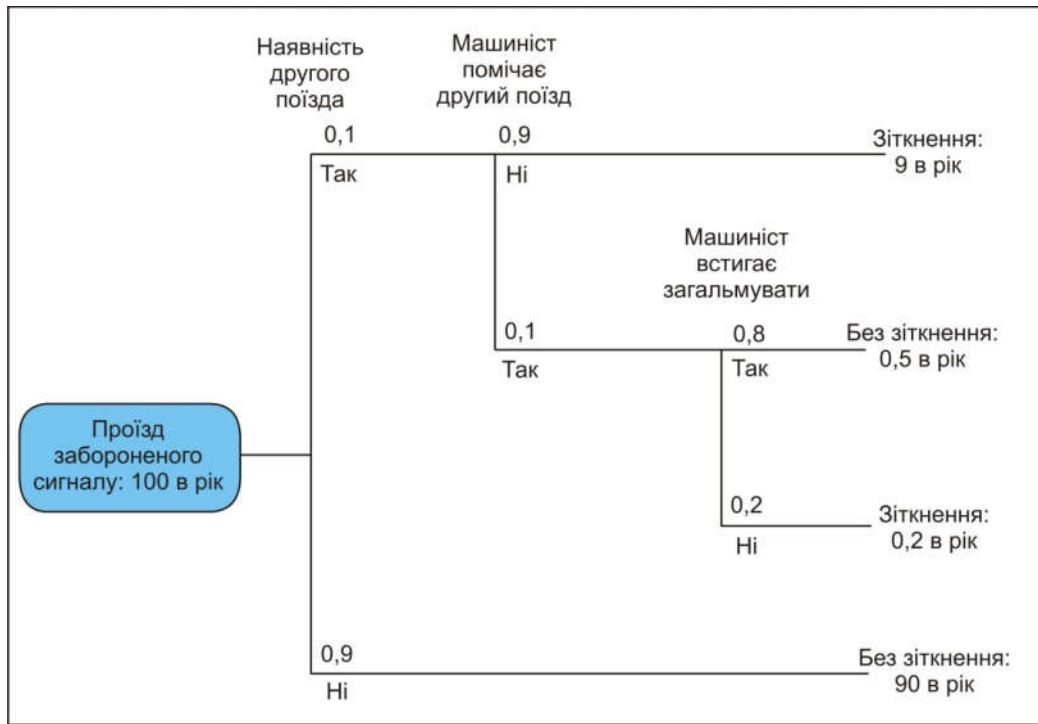 Наявність
другого
поїзда
Машиніст
помічає
другий поїзд
0,1
Так
0,9
Ні
Зіткнення:
9 в рік
Машиніст
встигає
загальмувати
0,1
Так
0,8
Так
Без зіткнення:
0,5 в рік
Проїзд
забороненого
сигналу: 100 в рік
0,2
Ні
Зіткнення:
0,2 в рік
0,9
Ні
Без зіткнення:
90 в рік